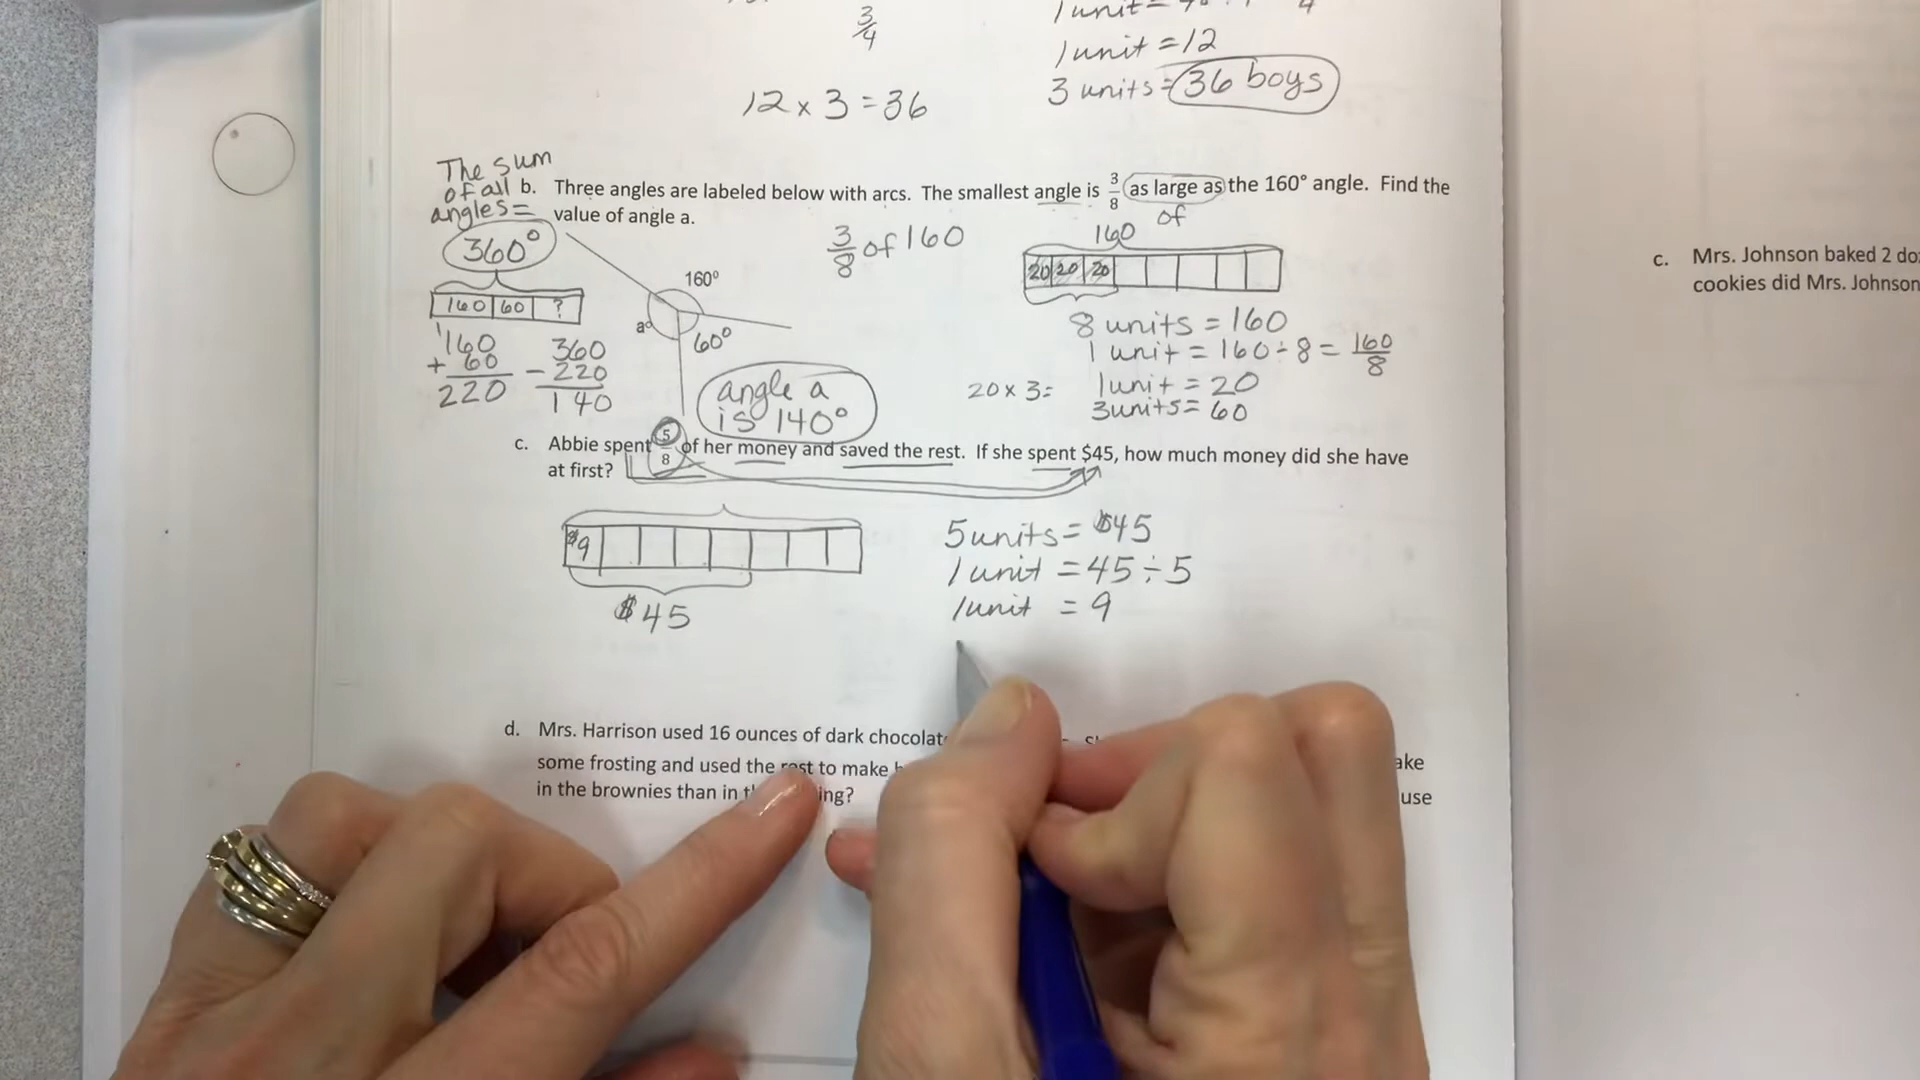 3/4
1 unit = 12
3 units = 36 boys
12 x 3 = 36
The sum
of all
angles =
360°
b. Three angles are labeled below with arcs. The smallest angle is 3/8 as large as the 160° angle. Find the
value of angle a.
of
3/8 of 160
160
20 20 20
160 60 ?
160°
a°
60°
160
+ 60
220
360
- 220
140
angle a
is 140°
8 units = 160
1 unit = 160 ÷ 8 = 160/8
20 x 3 =
1 unit = 20
3 units = 60
c. Abbie spent 5/8 of her money and saved the rest. If she spent $45, how much money did she have
at first?
$9
$45
5 units = $45
1 unit = 45 ÷ 5
1 unit = 9
d. Mrs. Harrison used 16 ounces of dark
some frosting and used the rest to make
in the brownies than in
use
c. Mrs. Johnson baked 2
cookies did Mrs. Johnson